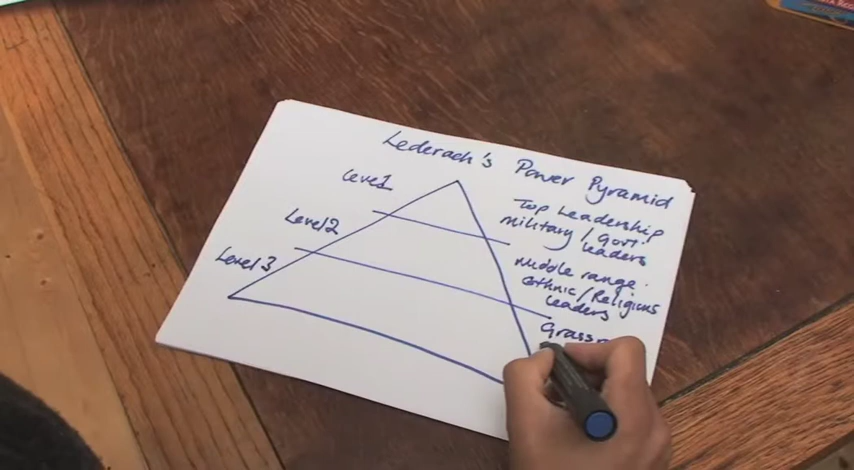 Lederach's Power Pyramid
Level1
Top Leadership
Military / Govt.
Leaders
Level2
Middle range.
Ethnic / Religious
Leaders
Level3